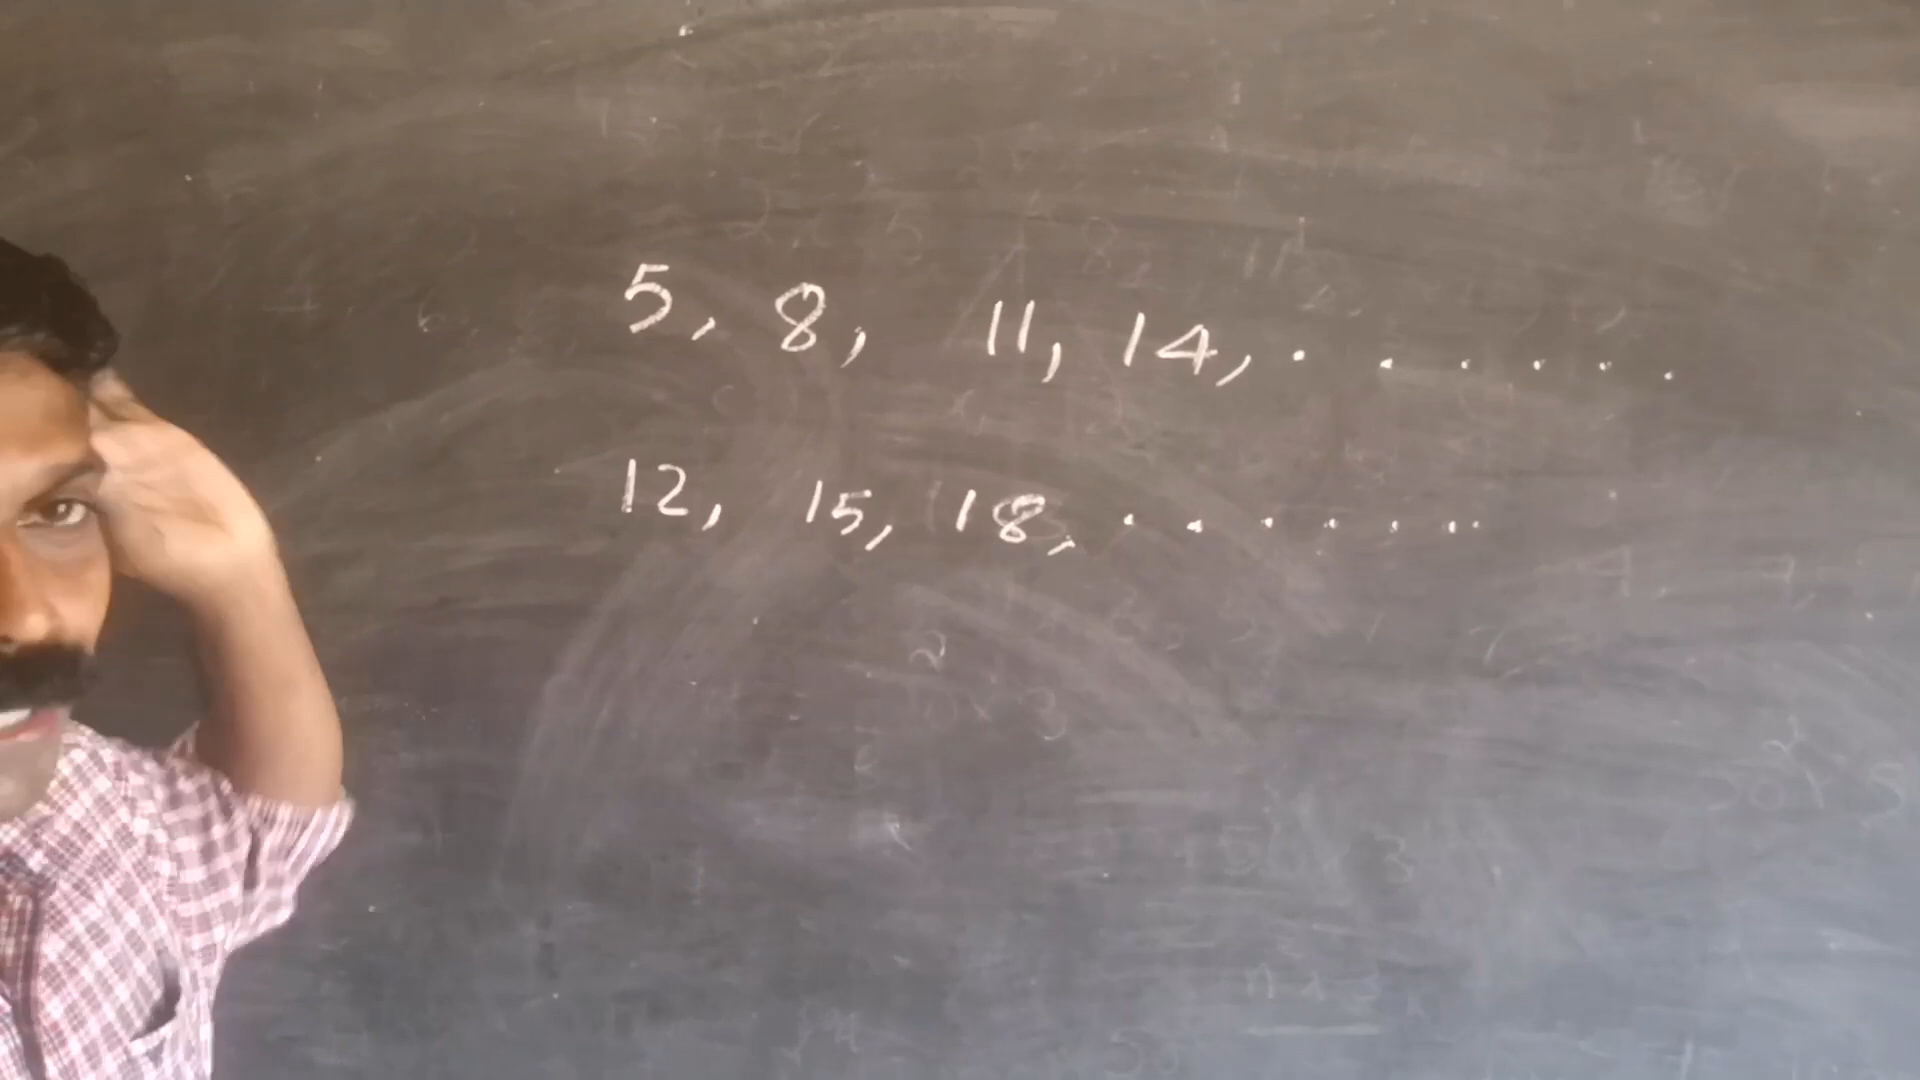 5, 8, 11, 14, . . . . . .
12, 15, 18, . . . . . . .